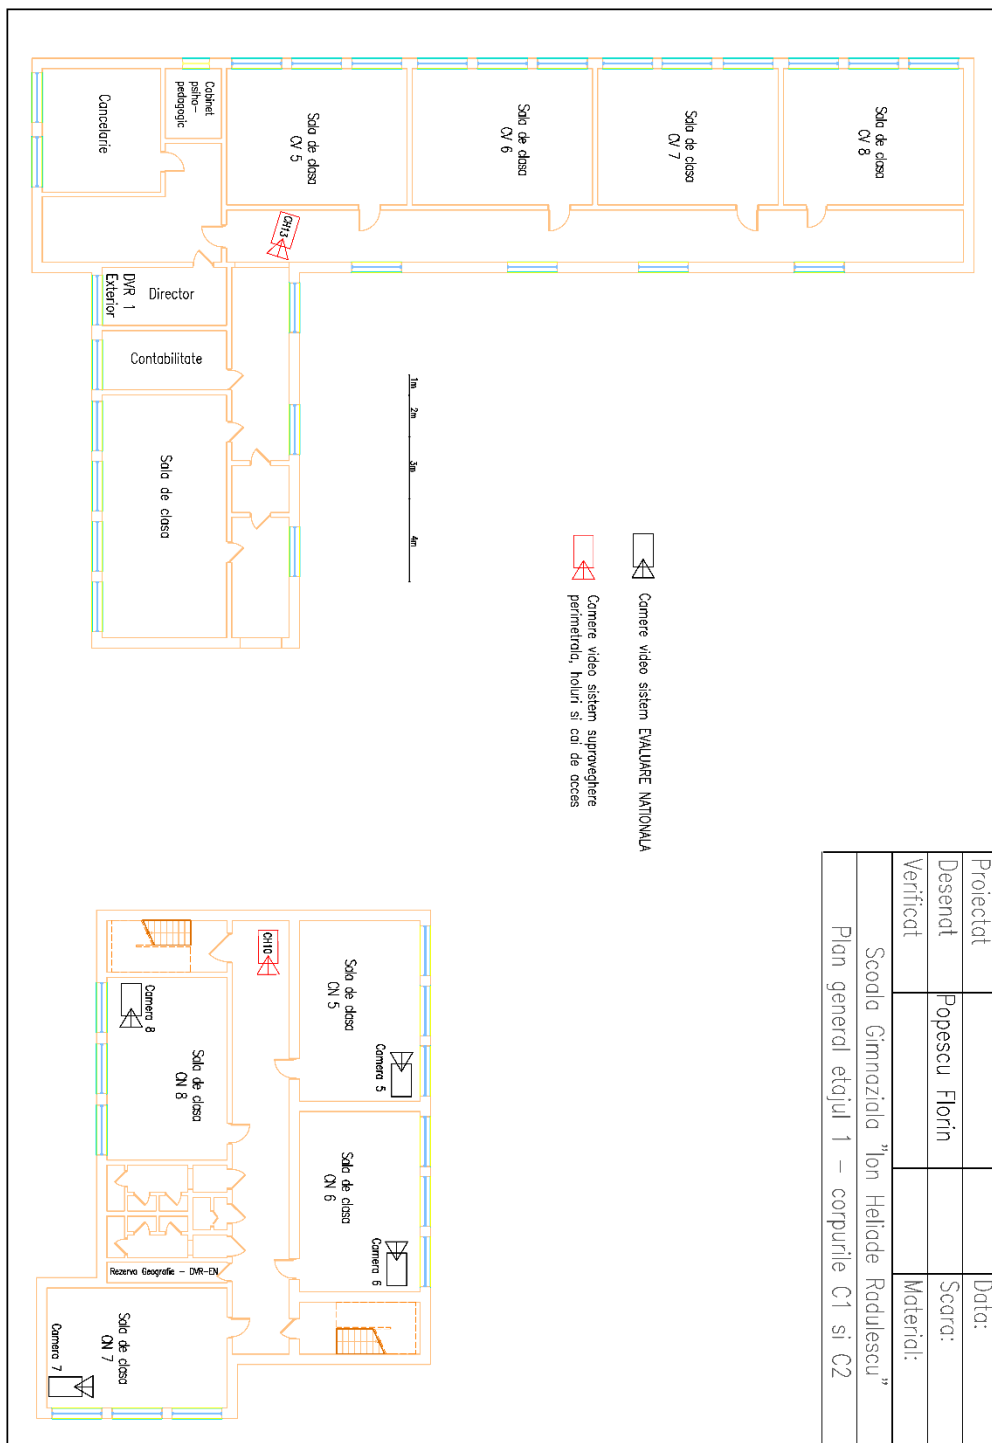 Cancelarie
Cabinet
psiho-
pedagogic
Sala de clasa
CV 5
Sala de clasa
CV 6
Sala de clasa
CV 7
Sala de clasa
CV 8
CH13
DVR 1
Exterior
Director
Contabilitate
Sala de clasa
1m
2m
3m
4m
Camere video sistem EVALUARE NATIONALA
Camere video sistem supraveghere
perimetrala, holuri si cai de acces
CH10
Sala de clasa
CN 5
Camera 5
Camera 8
Sala de clasa
CN 8
Sala de clasa
CN 6
Camera 6
Rezerva Geografie - DVR-EN
Sala de clasa
CN 7
Camera 7
Proiectat
Data:
Desenat
Popescu Florin
Scara:
Verificat
Material:
Scoala Gimnaziala "Ion Heliade Radulescu"
Plan general etajul 1 - corpurile C1 si C2